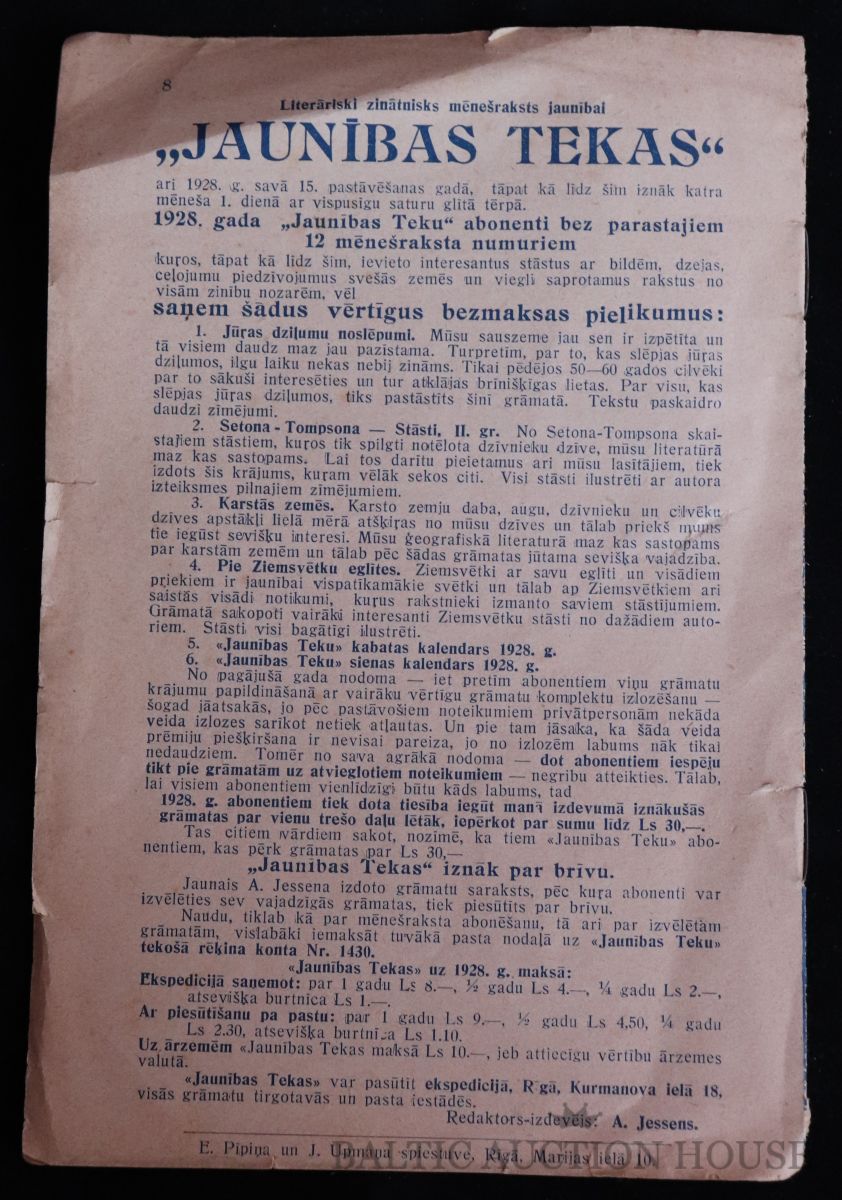 8
Literāriski zinātnisks mēnešraksts jaunībai
„JAUNĪBAS TEKAS“
ari 1928. g. savā 15. pastāvēšanas gadā, tāpat kā līdz šim iznāk katra
mēneša 1. dienā ar vispusīgu saturu glītā tērpā.
1928. gada „Jaunības Teku“ abonenti bez parastajiem
12 mēnešraksta numuriem
kuŗos, tāpat kā līdz šim, ievieto interesantus stāstus ar bildēm, dzejas,
ceļojumu piedzīvojumus svešās zemēs un viegli saprotamus rakstus no
visām zinību nozarēm, vēl
saņem šādus vērtīgus bezmaksas pielikumus:
1. Jūras dziļumu noslēpumi. Mūsu sauszeme jau sen ir izpētīta un
tā visiem daudz maz jau pazīstama. Turpretim, par to, kas slēpjas jūras
dziļumos, ilgu laiku nekas nebij zināms. Tikai pēdējos 50—60 gados cilvēki
par to sākuši interesēties un tur atklājas brīnišķīgas lietas. Par visu, kas
slēpjas jūras dziļumos, tiks pastāstīts šinī grāmatā. Tekstu paskaidro
daudzi zīmējumi.
2. Setona-Tompsona — Stāsti, II. gr. No Setona-Tompsona skai-
stajiem stāstiem, kuŗos tik spilgti notēlota dzīvnieku dzīve, mūsu literatūrā
maz kas sastopams. Lai tos darītu pieietamus ari mūsu lasītājiem, tiek
izdots šis krājums, kuŗam vēlāk sekos citi. Visi stāsti ilustrēti ar autora
izteiksmes pilnajiem zīmējumiem.
3. Karstās zemēs. Karsto zemju daba, augu, dzīvnieku un cilvēku
dzīves apstākļi lielā mērā atšķiŗas no mūsu dzīves un tālab priekš mums
tie iegūst sevišķu interesi. Mūsu ģeografiskā literaturā maz kas sastopams
par karstām zemēm un tālab pēc šādas grāmatas jūtama sevišķa vajadzība.
4. Pie Ziemsvētku eglītes. Ziemsvētki ar savu eglīti un visādiem
priekiem ir jaunībai vispatīkamākie svētki un tālab ap Ziemsvētkiem ari
saistās visādi notikumi, kuŗus rakstnieki izmanto saviem stāstījumiem.
Grāmatā sakopoti vairāki interesanti Ziemsvētku stāsti no dažādiem auto-
riem. Stāsti visi bagātīgi ilustrēti.
5. «Jaunības Teku» kabatas kalendars 1928. g.
6. «Jaunības Teku» sienas kalendars 1928. g.
No pagājušā gada nodoma — iet pretim abonentiem viņu grāmatu
krājumu papildināšanā ar vairāku vērtīgu grāmatu komplektu izlozēšanu —
šogad jāatsakās, jo pēc pastāvošiem noteikumiem privātpersonām nekāda
veida izlozes sarīkot netiek atļautas. Un pie tam jāsaka, ka šāda veida
prēmiju piešķiršana ir nevisai pareiza, jo no izlozēm labums nāk tikai
nedaudziem. Tomēr no sava agrākā nodoma — dot abonentiem iespēju
tikt pie grāmatām uz atvieglotiem noteikumiem — negribu atteikties. Tālab,
lai visiem abonentiem vienlīdzīgi būtu kāds labums, tad
1928. g. abonentiem tiek dota tiesība iegūt manā izdevumā iznākušās
grāmatas par vienu trešo daļu lētāk, iepērkot par sumu līdz Ls 30,—.
Tas citiem vārdiem sakot, nozīmē, ka tiem «Jaunības Teku» abo-
nentiem, kas pērk grāmatas par Ls 30,—
„Jaunības Tekas“ iznāk par brīvu.
Jaunais A. Jessena izdoto grāmatu saraksts, pēc kuŗa abonenti var
izvēlēties sev vajadzīgās grāmatas, tiek piesūtīts par brīvu.
Naudu, tiklab kā par mēnešraksta abonēšanu, tā ari par izvēlētām
grāmatām, vislabāki iemaksāt tuvākā pasta nodaļā uz «Jaunības Teku»
tekošā rēķina konta Nr. 1430.
«Jaunības Tekas» uz 1928. g. maksā:
Ekspedicijā saņemot: par 1 gadu Ls 8.—, ½ gadu Ls 4.—, ¼ gadu Ls 2.—,
atsevišķa burtnīca Ls 1.—.
Ar piesūtīšanu pa pastu: par 1 gadu Ls 9.—, ½ gadu Ls 4.50, ¼ gadu
Ls 2.30, atsevišķa burtnīca Ls 1.10.
Uz ārzemēm «Jaunības Tekas maksā Ls 10.—, jeb attiecīgu vērtību ārzemes
valutā.
«Jaunības Tekas» var pasūtīt ekspedicijā, Rīgā, Kurmanova ielā 18,
visās grāmatu tirgotavās un pasta iestādēs.
Redaktors-izdevējs: A. Jessens.
E. Pīpiņa un J. Upmaņa spiestuve, Rīgā, Marijas ielā 10.
BALTIC AUCTION HOUSE